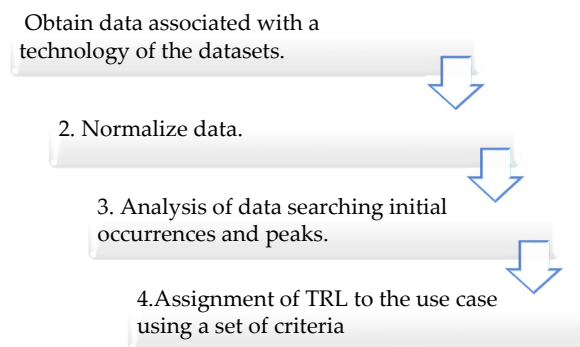 Obtain data associated with a
technology of the datasets.
2. Normalize data.
3. Analysis of data searching initial
occurrences and peaks.
4.Assignment of TRL to the use case
using a set of criteria